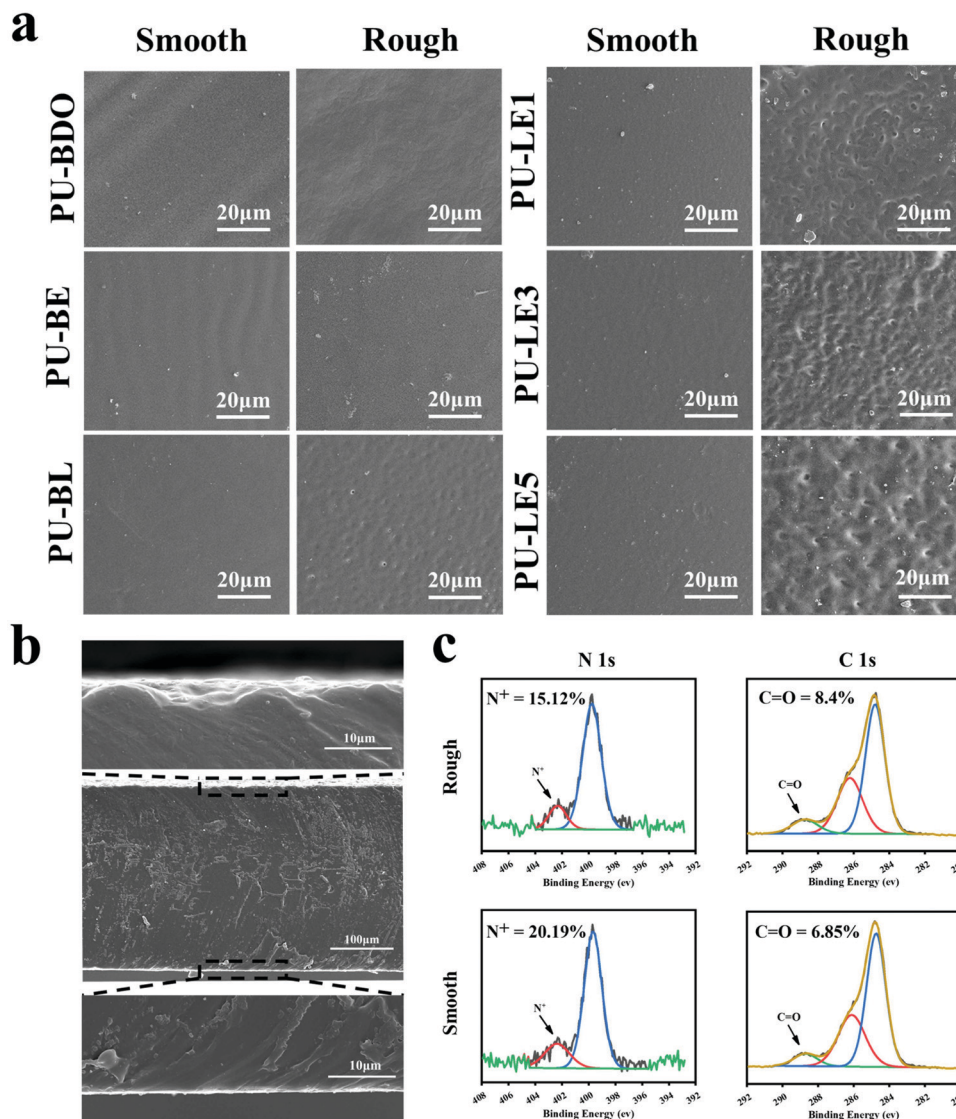 a
Smooth Rough Smooth Rough
PU-BDO 20μm 20μm PU-LE1 20μm 20μm
PU-BE 20μm 20μm PU-LE3 20μm 20μm
PU-BL 20μm 20μm PU-LE5 20μm 20μm
b
10μm
100μm
10μm
c
N 1s C 1s
Rough
N+ = 15.12%
N+
408 406 404 402 400 398 396 394 392
Binding Energy (ev)
C=O = 8.4%
C=O
292 290 288 286 284 282 280
Binding Energy (ev)
Smooth
N+ = 20.19%
N+
408 406 404 402 400 398 396 394 392
Binding Energy (ev)
C=O = 6.85%
C=O
292 290 288 286 284 282
Binding Energy (ev)